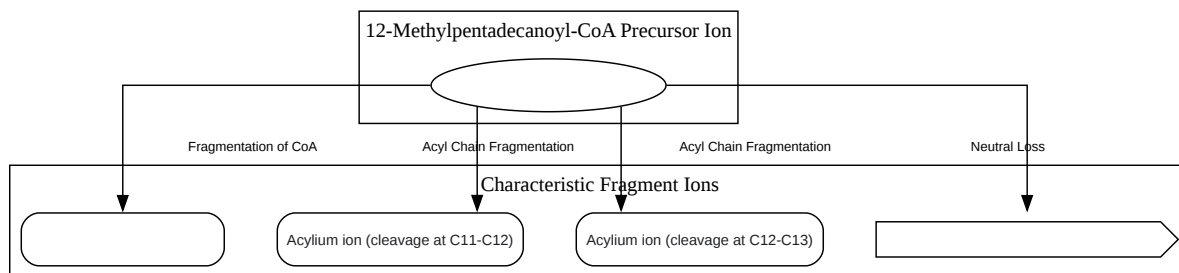 12-Methylpentadecanoyl-CoA Precursor Ion
Fragmentation of CoA
Acyl Chain Fragmentation
Acyl Chain Fragmentation
Neutral Loss
Characteristic Fragment Ions
Acylium ion (cleavage at C11-C12)
Acylium ion (cleavage at C12-C13)